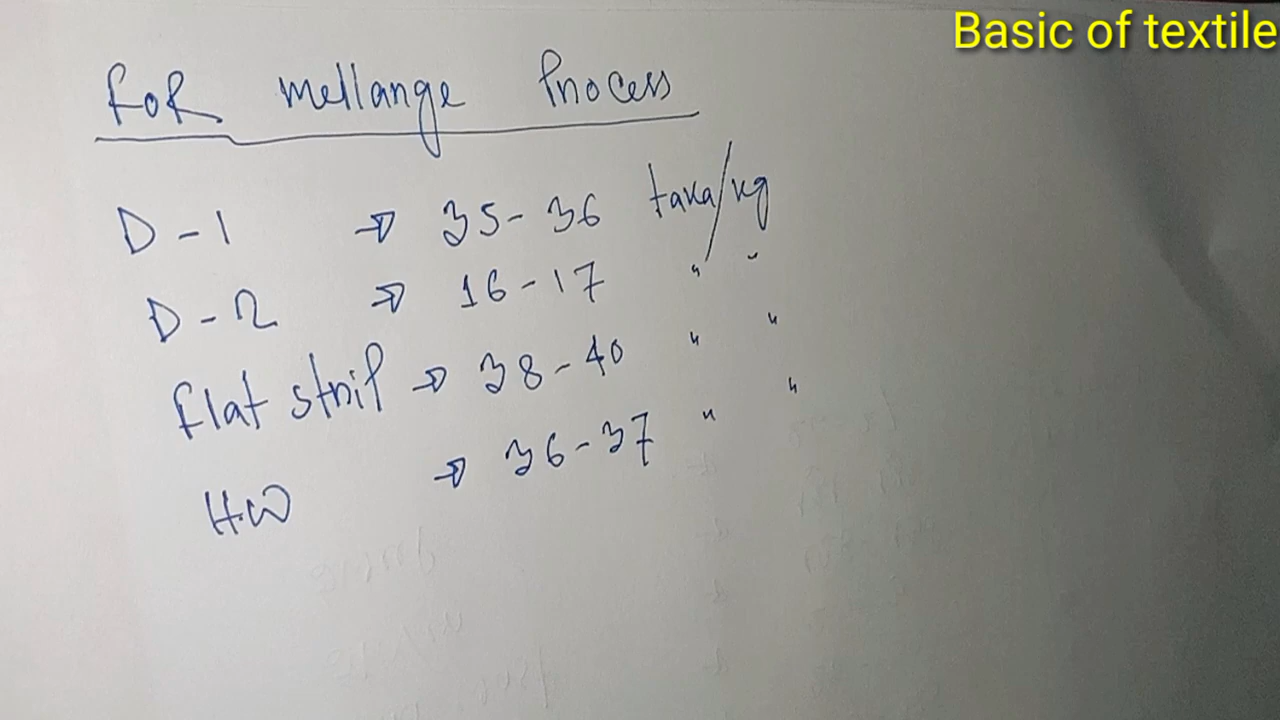 Basic of textile
FOR mellange Process
D-1 → 35-36 taka/kg
D-2 → 16-17 " "
flat strip → 38-40 " "
H.W → 36-37 " "